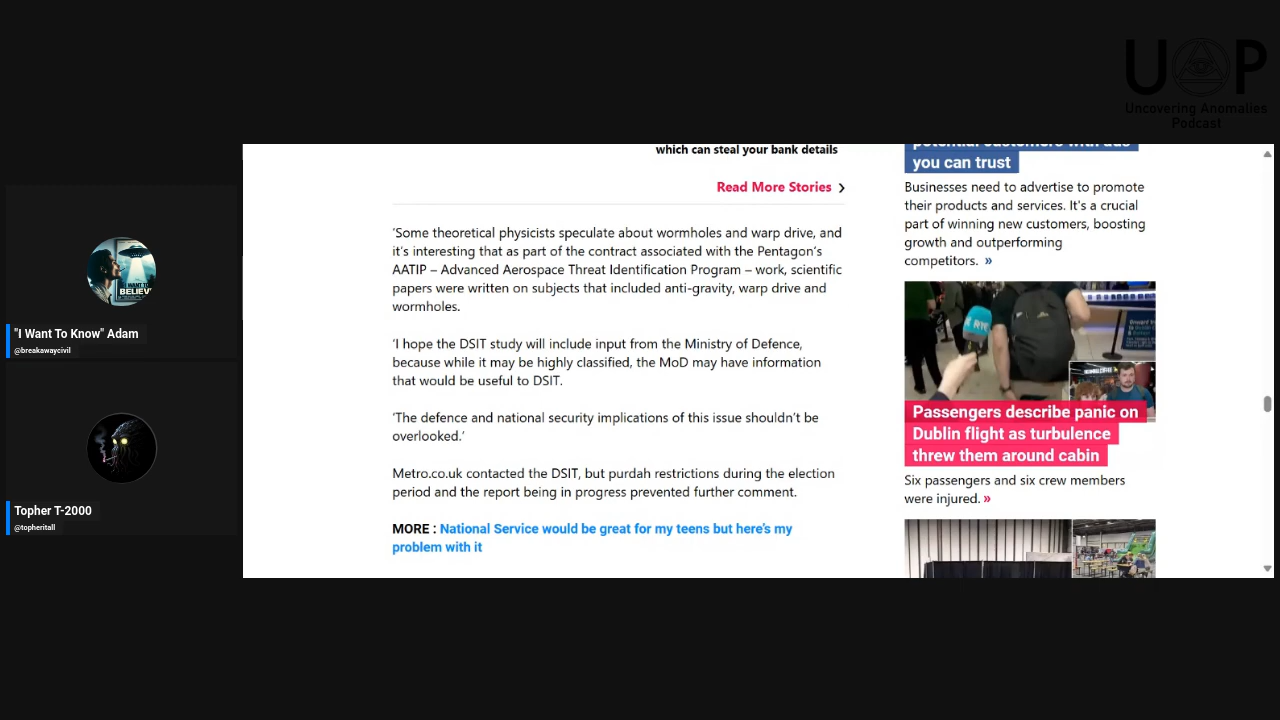 UAP
Uncovering Anomalies
Podcast
"I Want To Know" Adam
@breakawaycivil
Topher T-2000
@topheritall
which can steal your bank details
Read More Stories
‘Some theoretical physicists speculate about wormholes and warp drive, and
it’s interesting that as part of the contract associated with the Pentagon’s
AATIP – Advanced Aerospace Threat Identification Program – work, scientific
papers were written on subjects that included anti-gravity, warp drive and
wormholes.
‘I hope the DSIT study will include input from the Ministry of Defence,
because while it may be highly classified, the MoD may have information
that would be useful to DSIT.
‘The defence and national security implications of this issue shouldn’t be
overlooked.’
Metro.co.uk contacted the DSIT, but purdah restrictions during the election
period and the report being in progress prevented further comment.
MORE : National Service would be great for my teens but here’s my
problem with it
potential customers with ads
you can trust
Businesses need to advertise to promote
their products and services. It's a crucial
part of winning new customers, boosting
growth and outperforming
competitors. »
Passengers describe panic on
Dublin flight as turbulence
threw them around cabin
Six passengers and six crew members
were injured. »